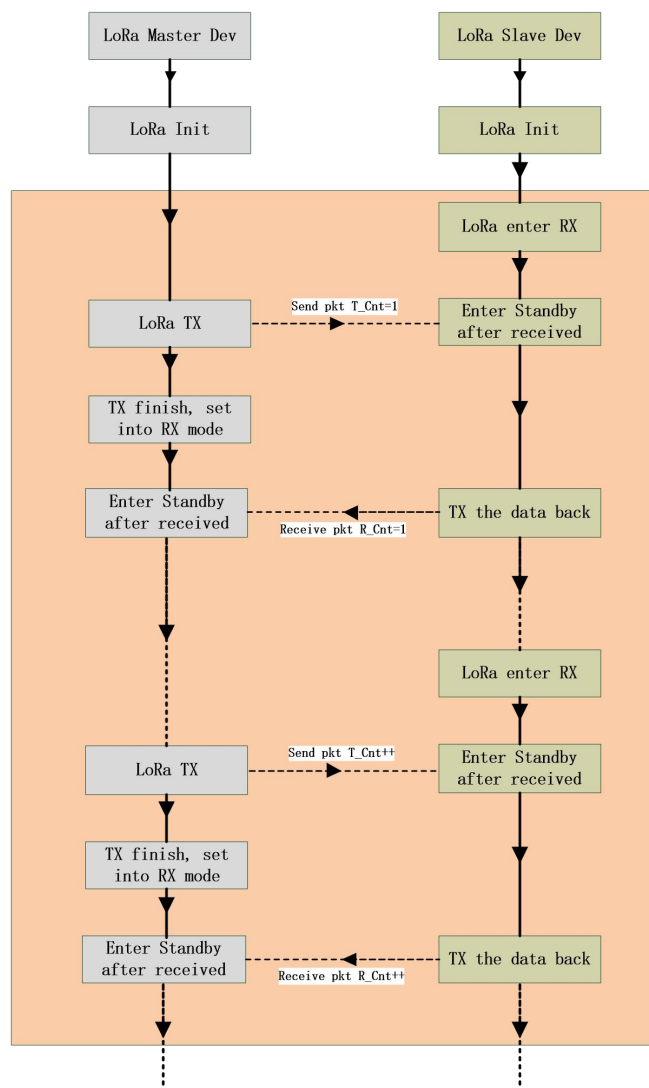 LoRa Master Dev
LoRa Slave Dev
LoRa Init
LoRa Init
LoRa enter RX
Send pkt T_Cnt=1
LoRa TX
Enter Standby
after received
TX finish, set
into RX mode
Enter Standby
after received
TX the data back
Receive pkt R_Cnt=1
LoRa enter RX
Send pkt T_Cnt++
LoRa TX
Enter Standby
after received
TX finish, set
into RX mode
Enter Standby
after received
TX the data back
Receive pkt R_Cnt++